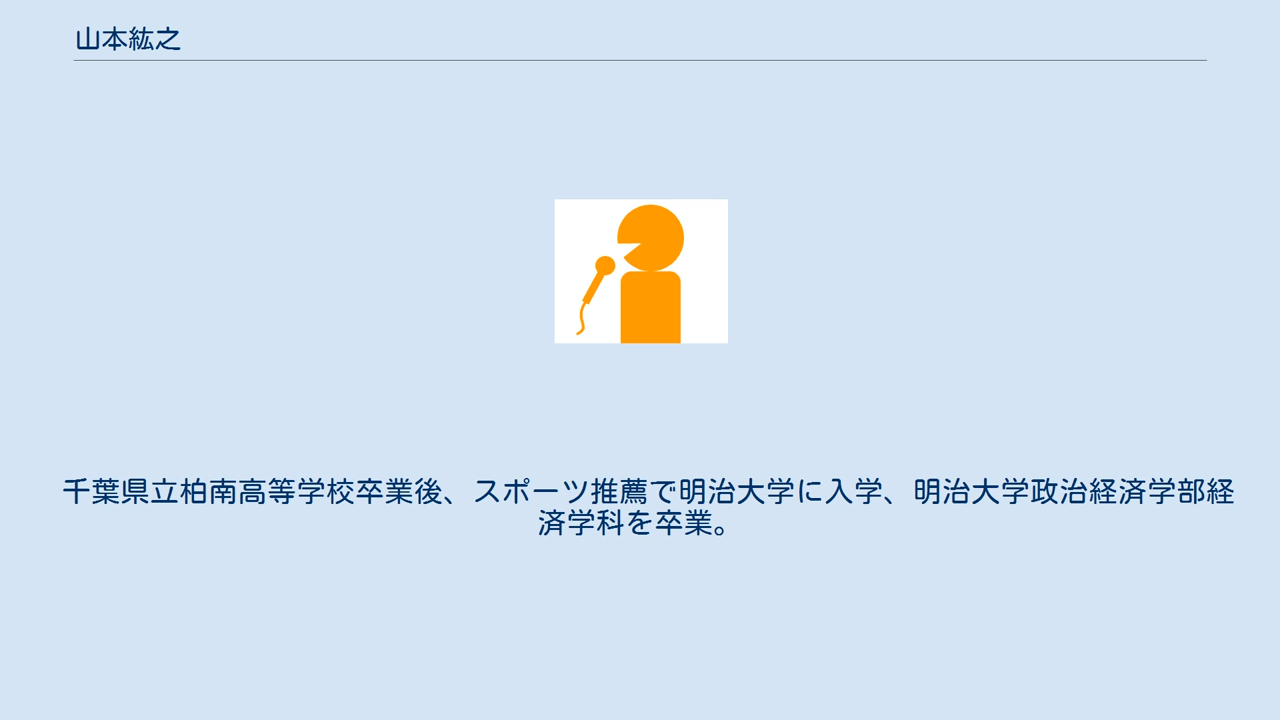 山本紘之
千葉県立柏南高等学校卒業後、スポーツ推薦で明治大学に入学、明治大学政治経済学部経
済学科を卒業。